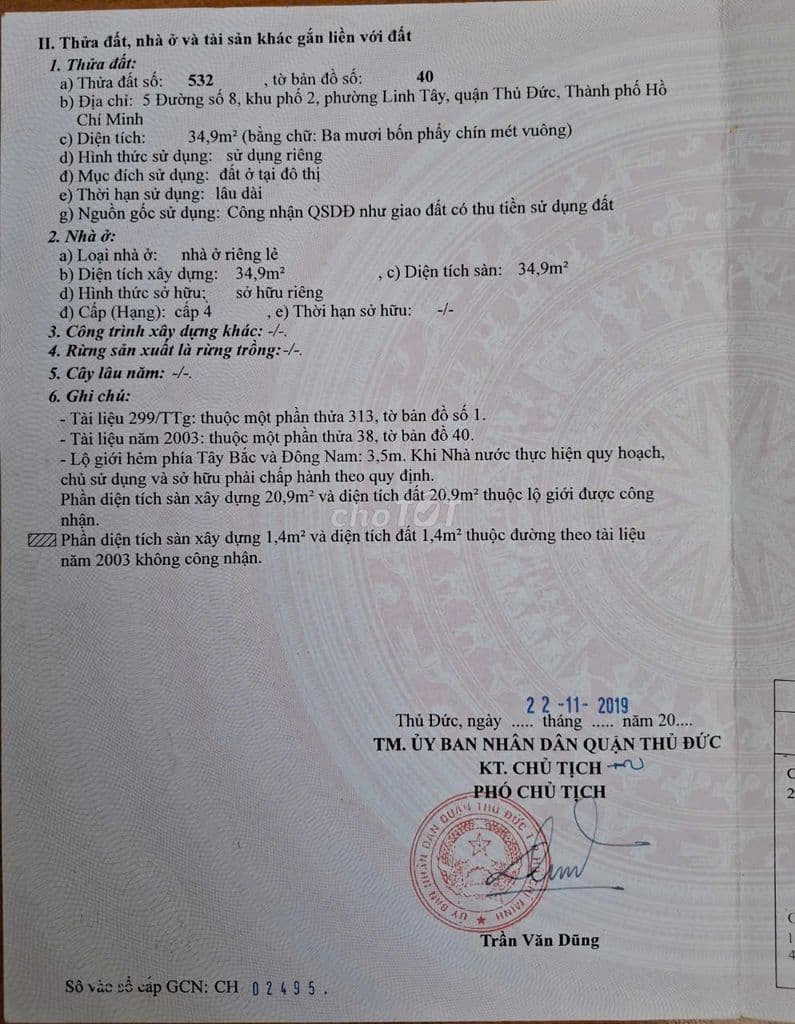 II. Thửa đất, nhà ở và tài sản khác gắn liền với đất
1. Thửa đất:
a) Thửa đất số: 532 , tờ bản đồ số: 40
b) Địa chỉ: 5 Đường số 8, khu phố 2, phường Linh Tây, quận Thủ Đức, Thành phố Hồ
Chí Minh
c) Diện tích: 34,9m² (bằng chữ: Ba mươi bốn phẩy chín mét vuông)
d) Hình thức sử dụng: sử dụng riêng
đ) Mục đích sử dụng: đất ở tại đô thị
e) Thời hạn sử dụng: lâu dài
g) Nguồn gốc sử dụng: Công nhận QSDĐ như giao đất có thu tiền sử dụng đất
2. Nhà ở:
a) Loại nhà ở: nhà ở riêng lẻ
b) Diện tích xây dựng: 34,9m² , c) Diện tích sàn: 34,9m²
d) Hình thức sở hữu: sở hữu riêng
đ) Cấp (Hạng): cấp 4 , e) Thời hạn sở hữu: -/-
3. Công trình xây dựng khác: -/-.
4. Rừng sản xuất là rừng trồng: -/-.
5. Cây lâu năm: -/-.
6. Ghi chú:
- Tài liệu 299/TTg: thuộc một phần thửa 313, tờ bản đồ số 1.
- Tài liệu năm 2003: thuộc một phần thửa 38, tờ bản đồ 40.
- Lộ giới hẻm phía Tây Bắc và Đông Nam: 3,5m. Khi Nhà nước thực hiện quy hoạch,
chủ sử dụng và sở hữu phải chấp hành theo quy định.
Phần diện tích sàn xây dựng 20,9m² và diện tích đất 20,9m² thuộc lộ giới được công
nhận.
choTỐT
Phần diện tích sàn xây dựng 1,4m² và diện tích đất 1,4m² thuộc đường theo tài liệu
năm 2003 không công nhận.
22-11-2019
Thủ Đức, ngày ..... tháng ..... năm 20....
TM. ỦY BAN NHÂN DÂN QUẬN THỦ ĐỨC
KT. CHỦ TỊCH
PHÓ CHỦ TỊCH
ỦY BAN NHÂN DÂN QUẬN THỦ ĐỨC
Trần Văn Dũng
Số vào sổ cấp GCN: CH 02495.